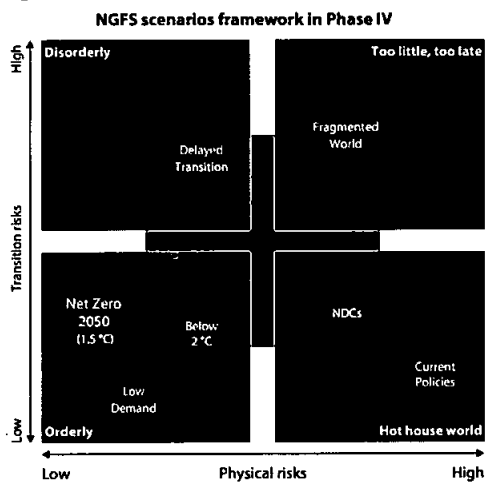 NGFS scenarios framework in Phase IV
High
Disorderly
Too little, too late
Delayed
Transition
Fragmented
World
Transition risks
Net Zero
2050
(1.5 °C)
Below
2 °C
NDCs
Low
Demand
Current
Policies
Low
Orderly
Hot house world
Low
Physical risks
High